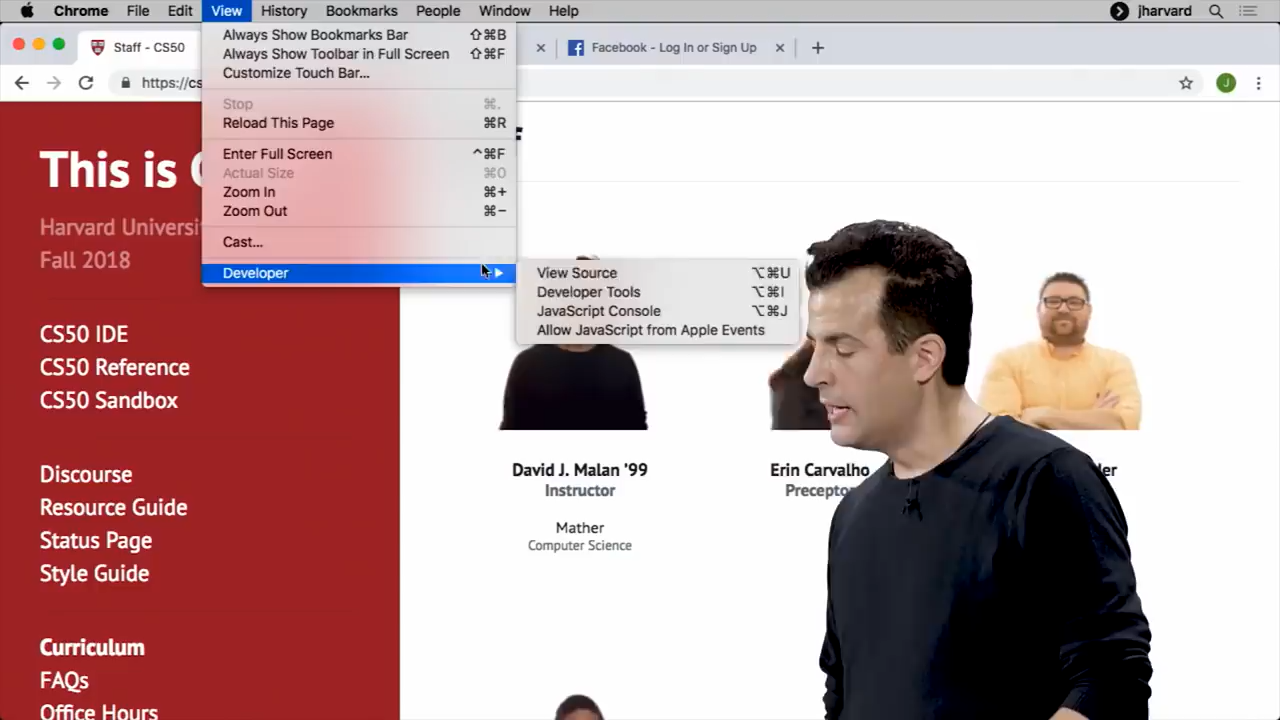 Chrome File Edit View History Bookmarks People Window Help jharvard
Staff - CS50
Facebook - Log In or Sign Up
https://cs
J
Always Show Bookmarks Bar ⇧⌘B
Always Show Toolbar in Full Screen ⇧⌘F
Customize Touch Bar...
Stop ⌘.
Reload This Page ⌘R
Enter Full Screen ^⌘F
Actual Size ⌘0
Zoom In ⌘+
Zoom Out ⌘−
Cast...
Developer
View Source ⌥⌘U
Developer Tools ⌥⌘I
JavaScript Console ⌥⌘J
Allow JavaScript from Apple Events
This is
Harvard Universi
Fall 2018
CS50 IDE
CS50 Reference
CS50 Sandbox
Discourse
Resource Guide
Status Page
Style Guide
Curriculum
FAQs
Office Hours
David J. Malan '99
Instructor
Mather
Computer Science
Erin Carvalho
Precepto